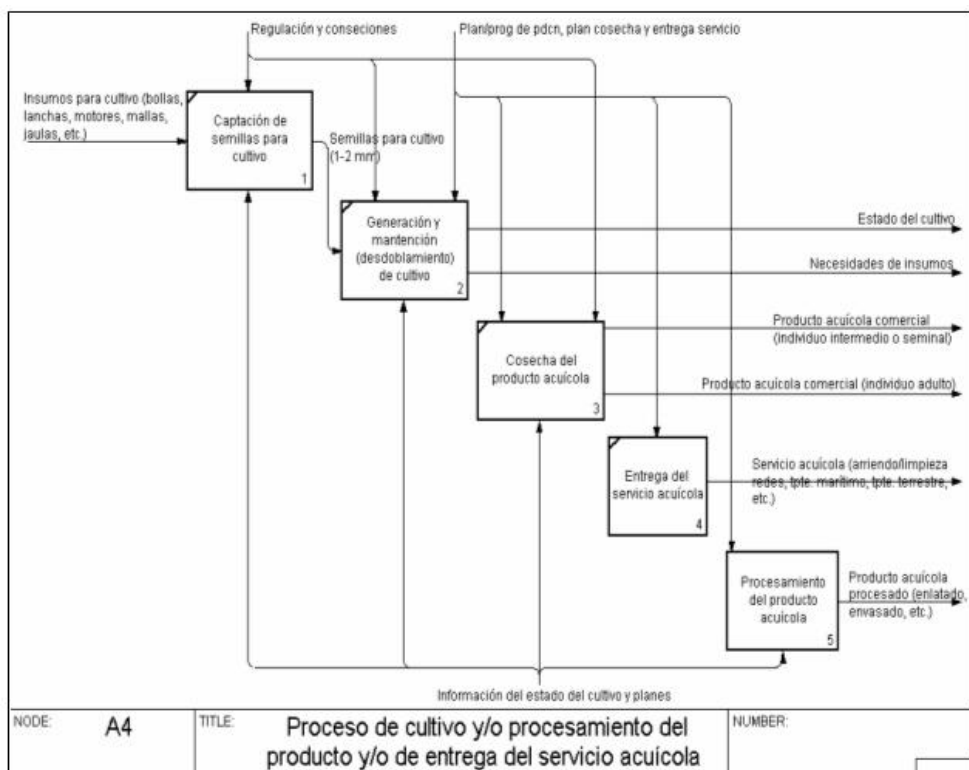 Regulación y conseciones
Plan/prog de pdcn, plan cosecha y entrega servicio
Insumos para cultivo (bollas,
lanchas, motores, mallas,
jaulas, etc.)
Captación de
semillas para
cultivo
1
Semillas para cultivo
(1-2 mm)
Generación y
mantención
(desdoblamiento)
de cultivo
2
Estado del cultivo
Necesidades de insumos
Cosecha del
producto acuícola
3
Producto acuícola comercial
(individuo intermedio o seminal)
Producto acuícola comercial (individuo adulto)
Entrega del
servicio acuícola
4
Servicio acuícola (arriendo/limpieza
redes, tpte. marítimo, tpte. terrestre,
etc.)
Procesamiento
del producto
acuícola
5
Producto acuícola
procesado (enlatado,
envasado, etc.)
Información del estado del cultivo y planes
NODE:
A4
TITLE:
Proceso de cultivo y/o procesamiento del
producto y/o de entrega del servicio acuícola
NUMBER: